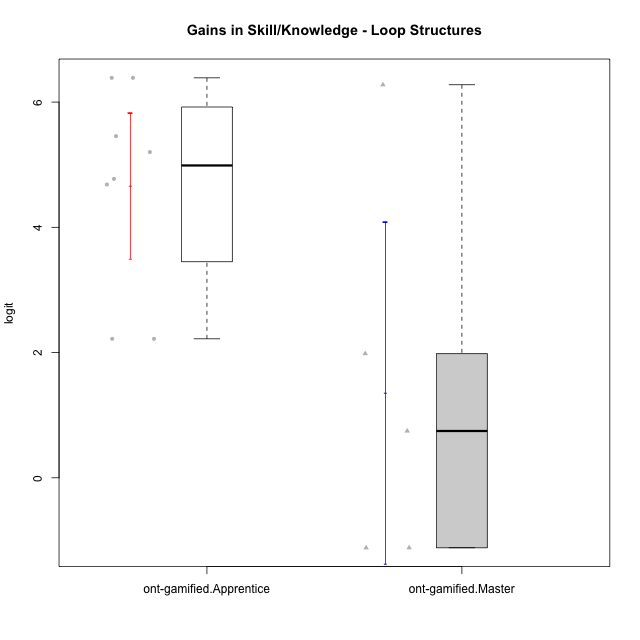 Gains in Skill/Knowledge - Loop Structures
logit
6
4
2
0
ont-gamified.Apprentice
ont-gamified.Master